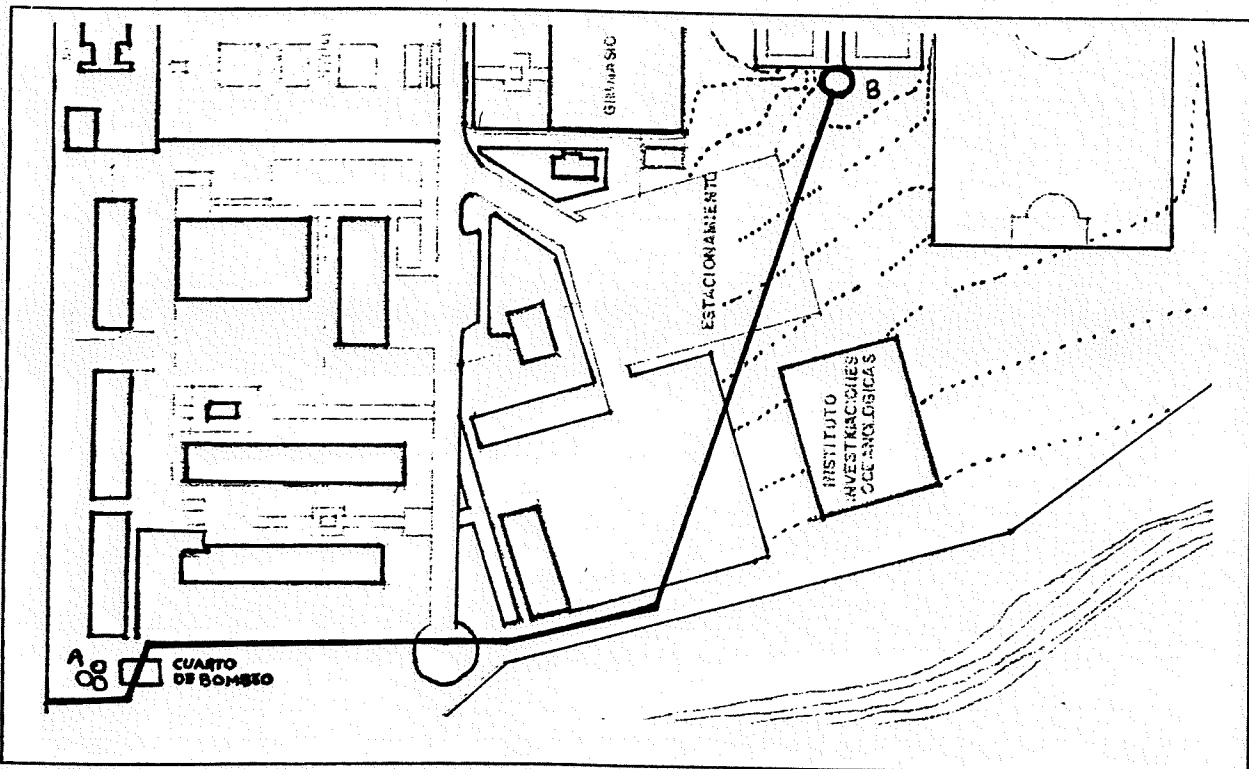 GIMNASIO
B
ESTACIONAMIENTO
INSTITUTO
INVESTIGACIONES
OCEANOLOGICAS
A
CUARTO
DE BOMBEO